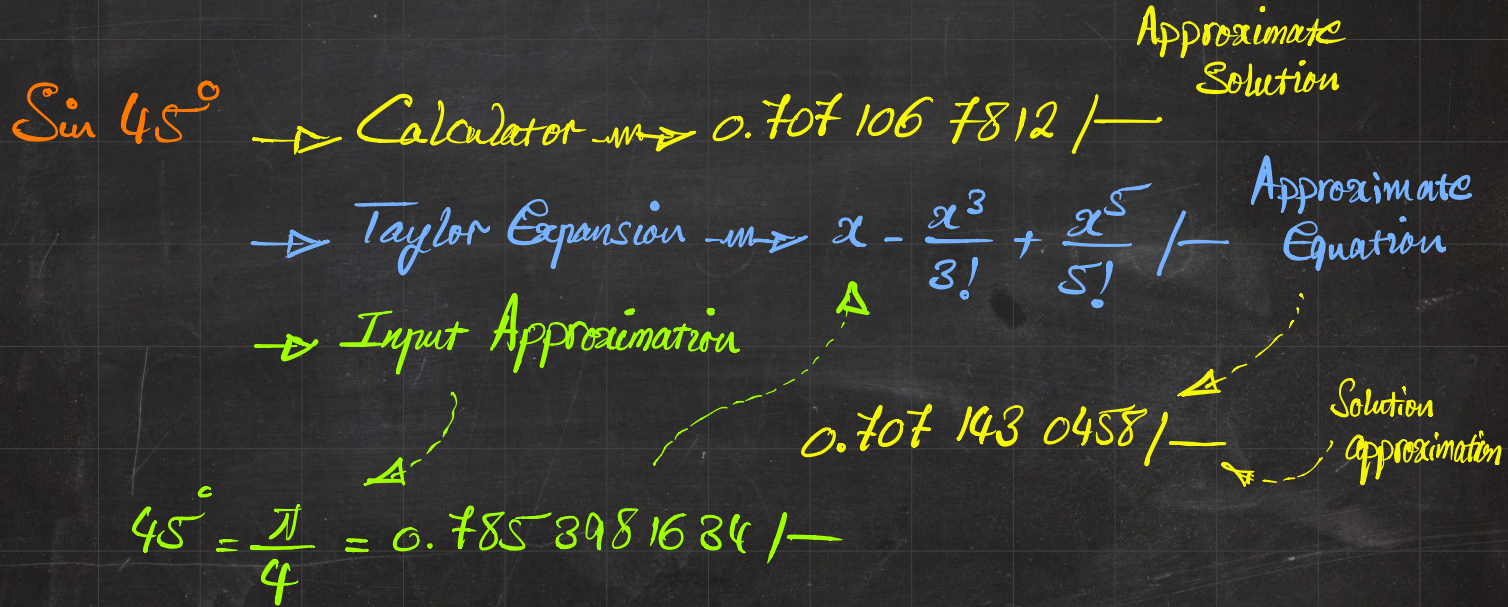 Approximate
Solution
Sin 45° → Calculator → 0.707 106 7812 /—
→ Taylor Expansion → x - x³/3! + x⁵/5! /—
Approximate
Equation
→ Input Approximation
0.707 143 0458 /—
Solution
approximation
45° = π/4 = 0.785 398 1634 /—